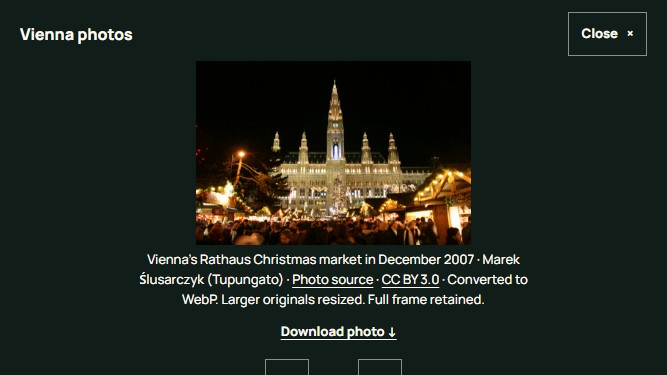 Vienna photos
Close ×
Vienna's Rathaus Christmas market in December 2007 · Marek
Ślusarczyk (Tupungato) · Photo source · CC BY 3.0 · Converted to
WebP. Larger originals resized. Full frame retained.
Download photo ↓